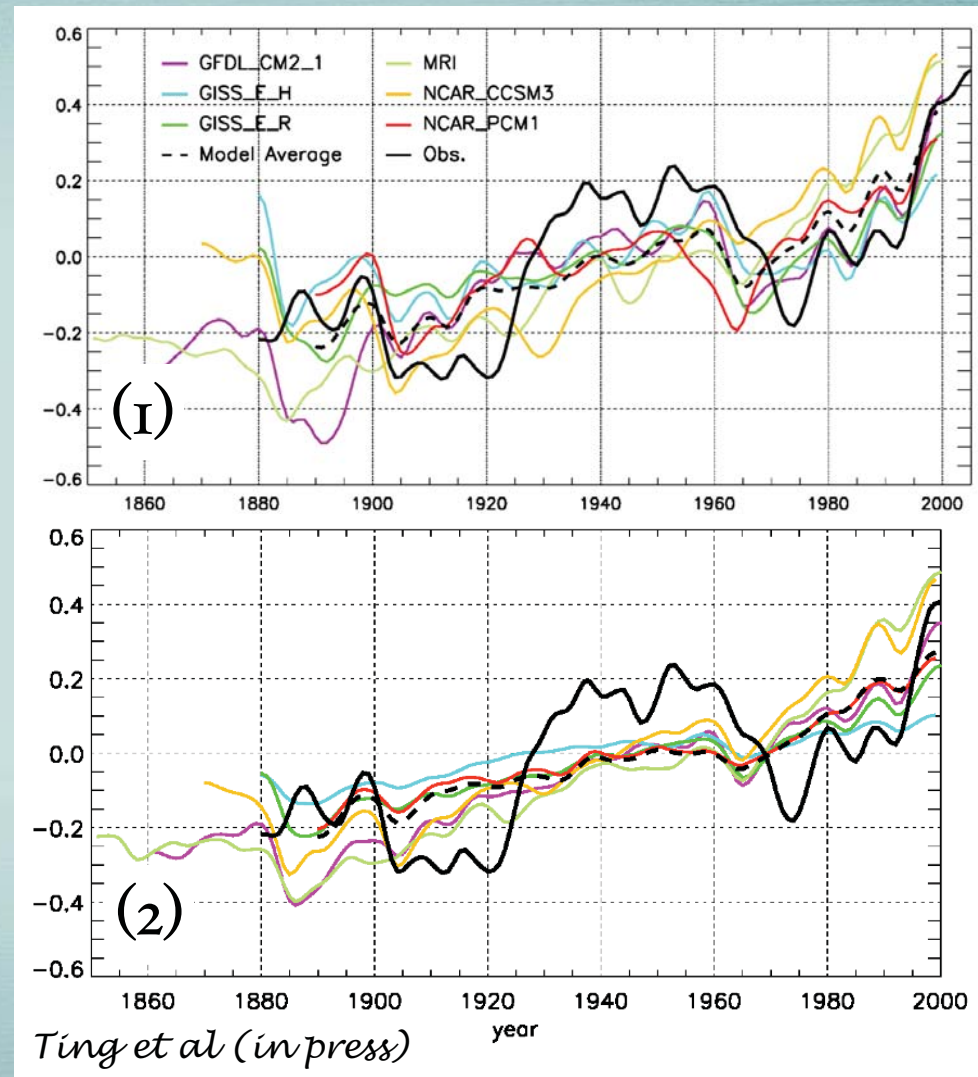 0.6
GFDL_CM2_1 MRI
0.4
GISS_E_H NCAR_CCSM3
GISS_E_R NCAR_PCM1
Model Average Obs.
0.2
0.0
-0.2
-0.4
(1)
-0.6
1860 1880 1900 1920 1940 1960 1980 2000
0.6
0.4
0.2
0.0
-0.2
-0.4
(2)
-0.6
1860 1880 1900 1920 1940 1960 1980 2000
year
Ting et al (in press)